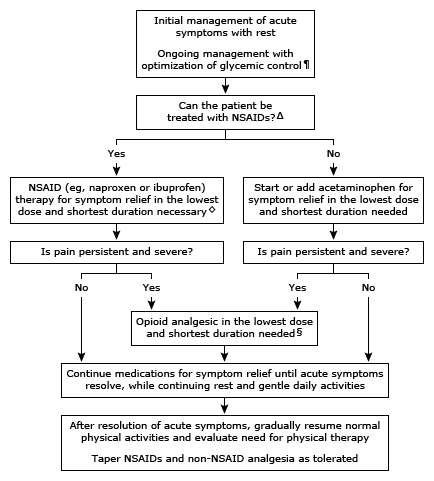 Initial management of acute
symptoms with rest
Ongoing management with
optimization of glycemic control¶
Can the patient be
treated with NSAIDs?Δ
Yes
No
NSAID (eg, naproxen or ibuprofen)
therapy for symptom relief in the lowest
dose and shortest duration necessary◇
Start or add acetaminophen for
symptom relief in the lowest dose
and shortest duration needed
Is pain persistent and severe?
Is pain persistent and severe?
No
Yes
Yes
No
Opioid analgesic in the lowest dose
and shortest duration needed§
Continue medications for symptom relief until acute symptoms
resolve, while continuing rest and gentle daily activities
After resolution of acute symptoms, gradually resume normal
physical activities and evaluate need for physical therapy
Taper NSAIDs and non-NSAID analgesia as tolerated